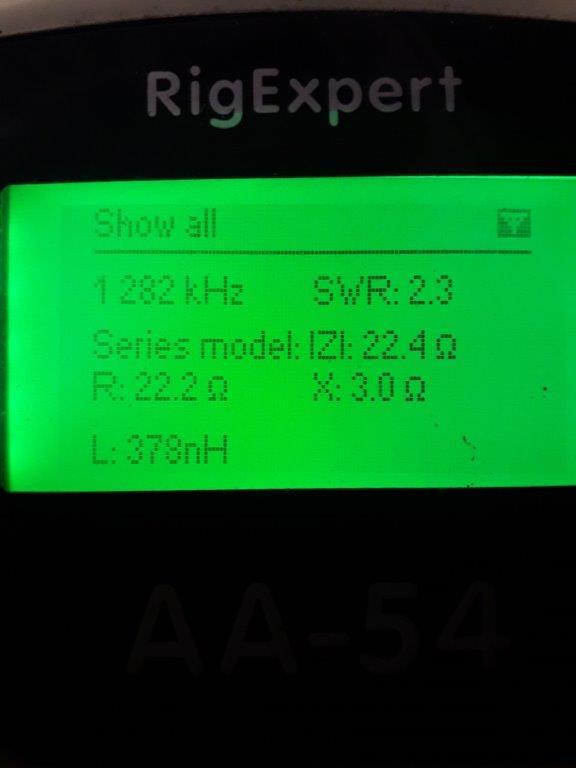 RigExpert
Show all
1 282 kHz SWR: 2.3
Series model: |Z|: 22.4 Ω
R: 22.2 Ω X: 3.0 Ω
L: 378nH
AA-54